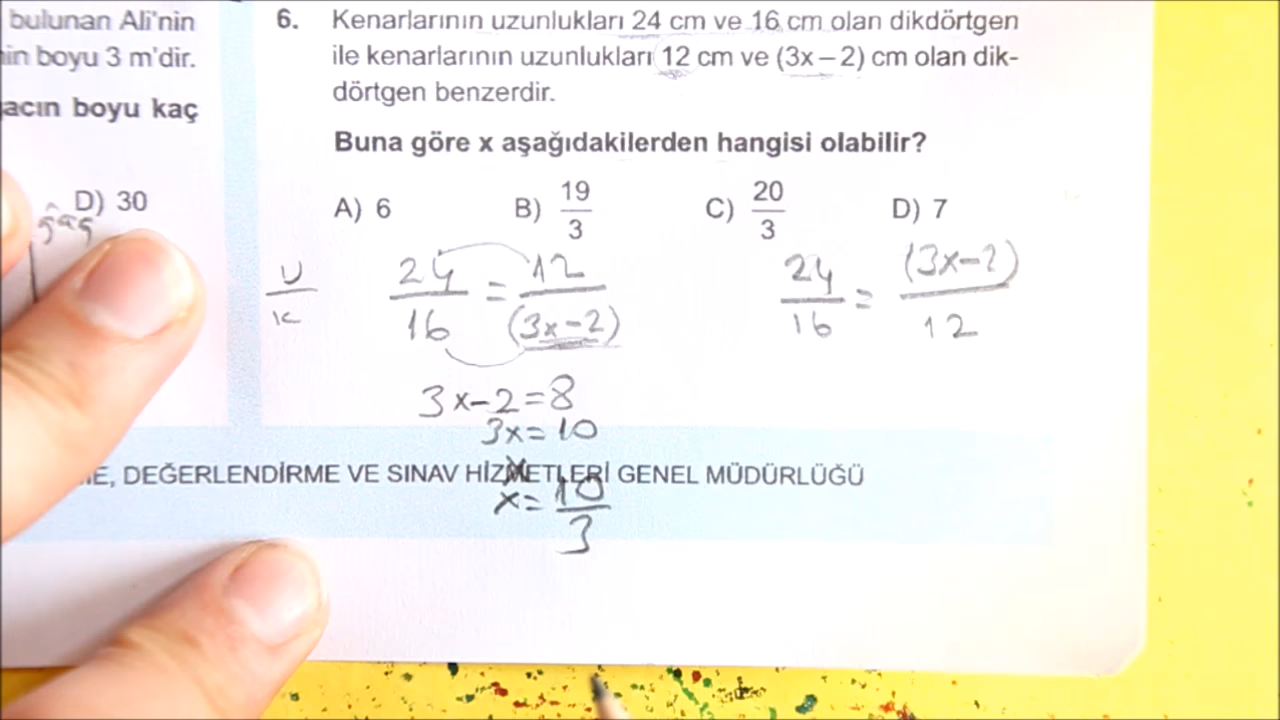 bulunan Ali'nin
in boyu 3 m'dir.
acın boyu kaç
D) 30
6. Kenarlarının uzunlukları 24 cm ve 16 cm olan dikdörtgen
ile kenarlarının uzunlukları 12 cm ve (3x – 2) cm olan dik-
dörtgen benzerdir.
Buna göre x aşağıdakilerden hangisi olabilir?
A) 6 B) 19/3 C) 20/3 D) 7
U/K 24/16 = 12/(3x-2) 24/16 = (3x-2)/12
3x-2=8
3x=10
E, DEĞERLENDİRME VE SINAV HİZMETLERİ GENEL MÜDÜRLÜĞÜ
x=10/3